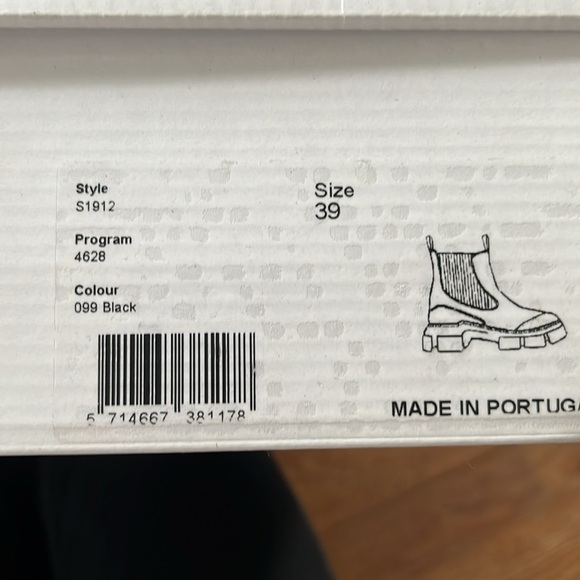 Style
S1912
Size
39
Program
4628
Colour
099 Black
5 714667 381178
MADE IN PORTUGA